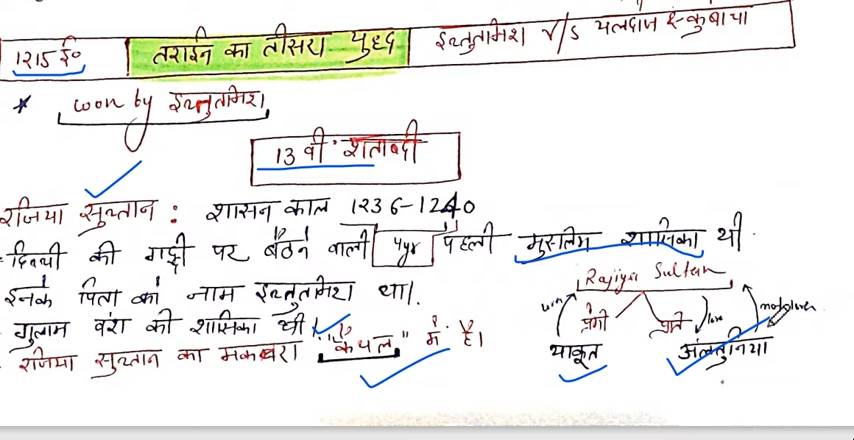 1215 ई० तराईन का तीसरा युद्ध इल्तुतमिश v/s यलदौज & कुबाचा
* won by इल्तुतमिश
13 वी शताब्दी
रजिया सुल्तान : शासन काल 1236-1240
- दिल्ली की गद्दी पर बैठने वाली 4yr पहली मुस्लिम शासिका थी.
इनके पिता का नाम इल्तुतमिश था।
- गुलाम वंश की शासिका थी।
- रजिया सुल्तान का मकबरा "कैथल" में है।
Rajiya Sultan
प्रेमी पति love
याकूत अल्तुनिया